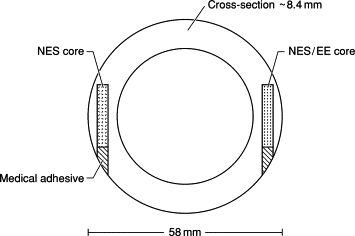 Cross-section ~8.4 mm
NES core
NES/EE core
Medical adhesive
58 mm